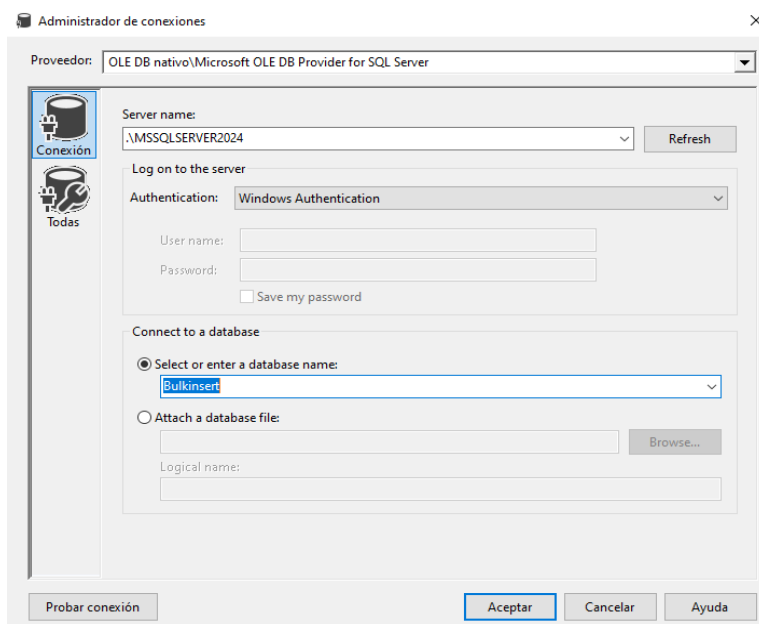 Administrador de conexiones
Proveedor: OLE DB nativo\Microsoft OLE DB Provider for SQL Server
Conexión
Todas
Server name:
.\MSSQLSERVER2024 Refresh
Log on to the server
Authentication: Windows Authentication
User name:
Password:
Save my password
Connect to a database
Select or enter a database name:
Bulkinsert
Attach a database file:
Browse...
Logical name:
Probar conexión Aceptar Cancelar Ayuda